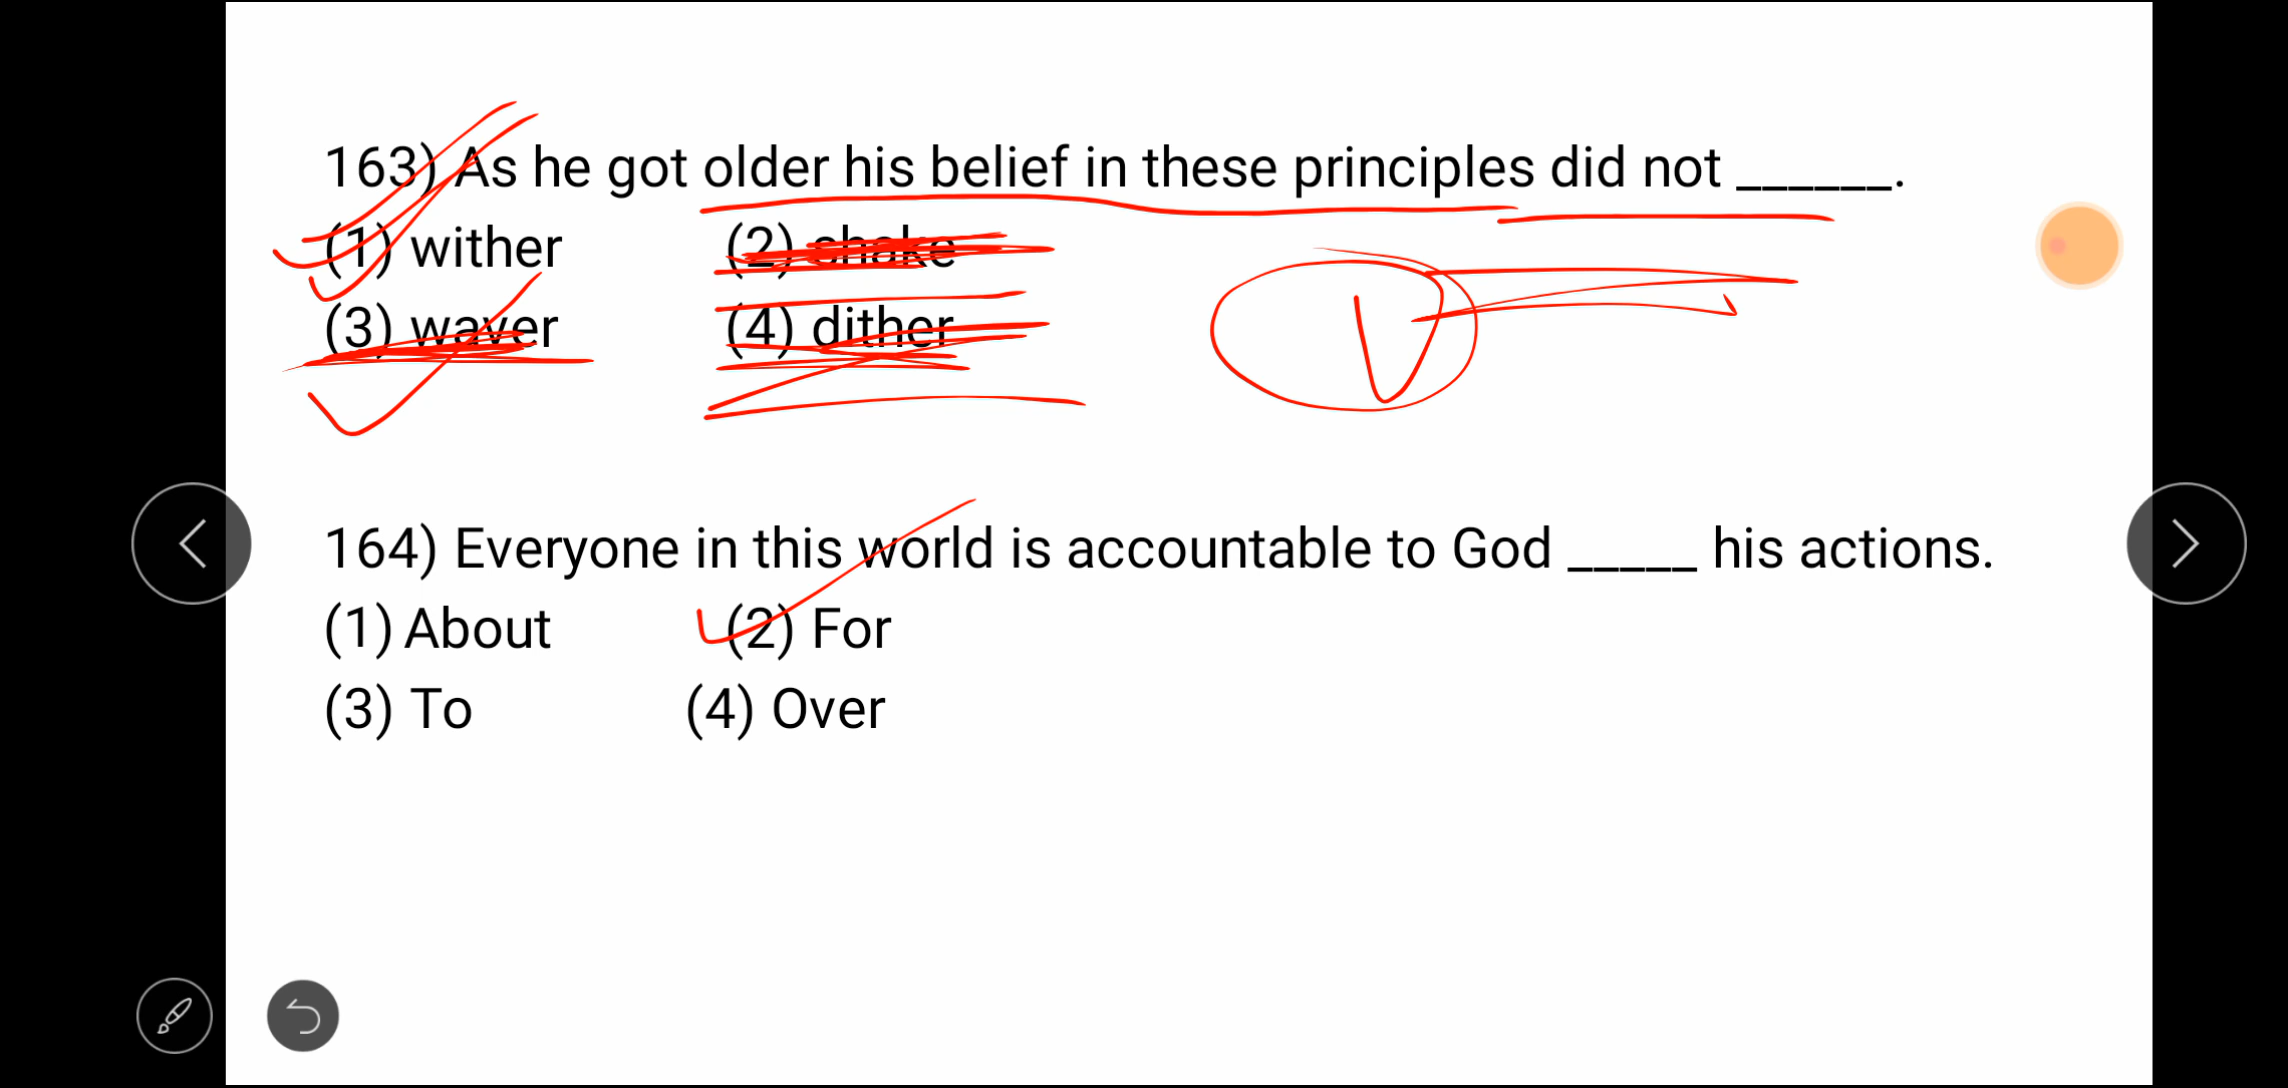 163) As he got older his belief in these principles did not ______.
(1) wither (2) shake
(3) waver (4) dither
164) Everyone in this world is accountable to God _____ his actions.
(1) About (2) For
(3) To (4) Over